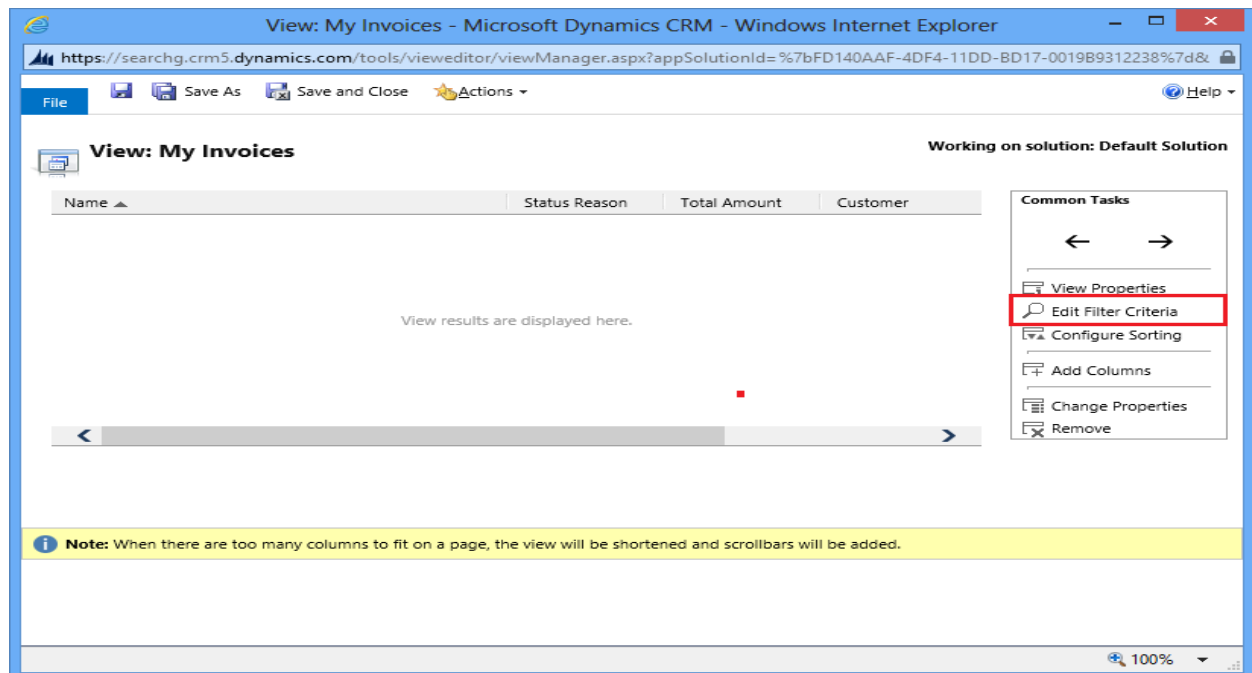 View: My Invoices - Microsoft Dynamics CRM - Windows Internet Explorer
https://searchg.crm5.dynamics.com/tools/vieweditor/viewManager.aspx?appSolutionId=%7bFD140AAF-4DF4-11DD-BD17-0019B9312238%7d&
File Save As Save and Close Actions Help
View: My Invoices
Working on solution: Default Solution
Name Status Reason Total Amount Customer
Common Tasks
View Properties
Edit Filter Criteria
Configure Sorting
Add Columns
Change Properties
Remove
View results are displayed here.
Note: When there are too many columns to fit on a page, the view will be shortened and scrollbars will be added.
100%